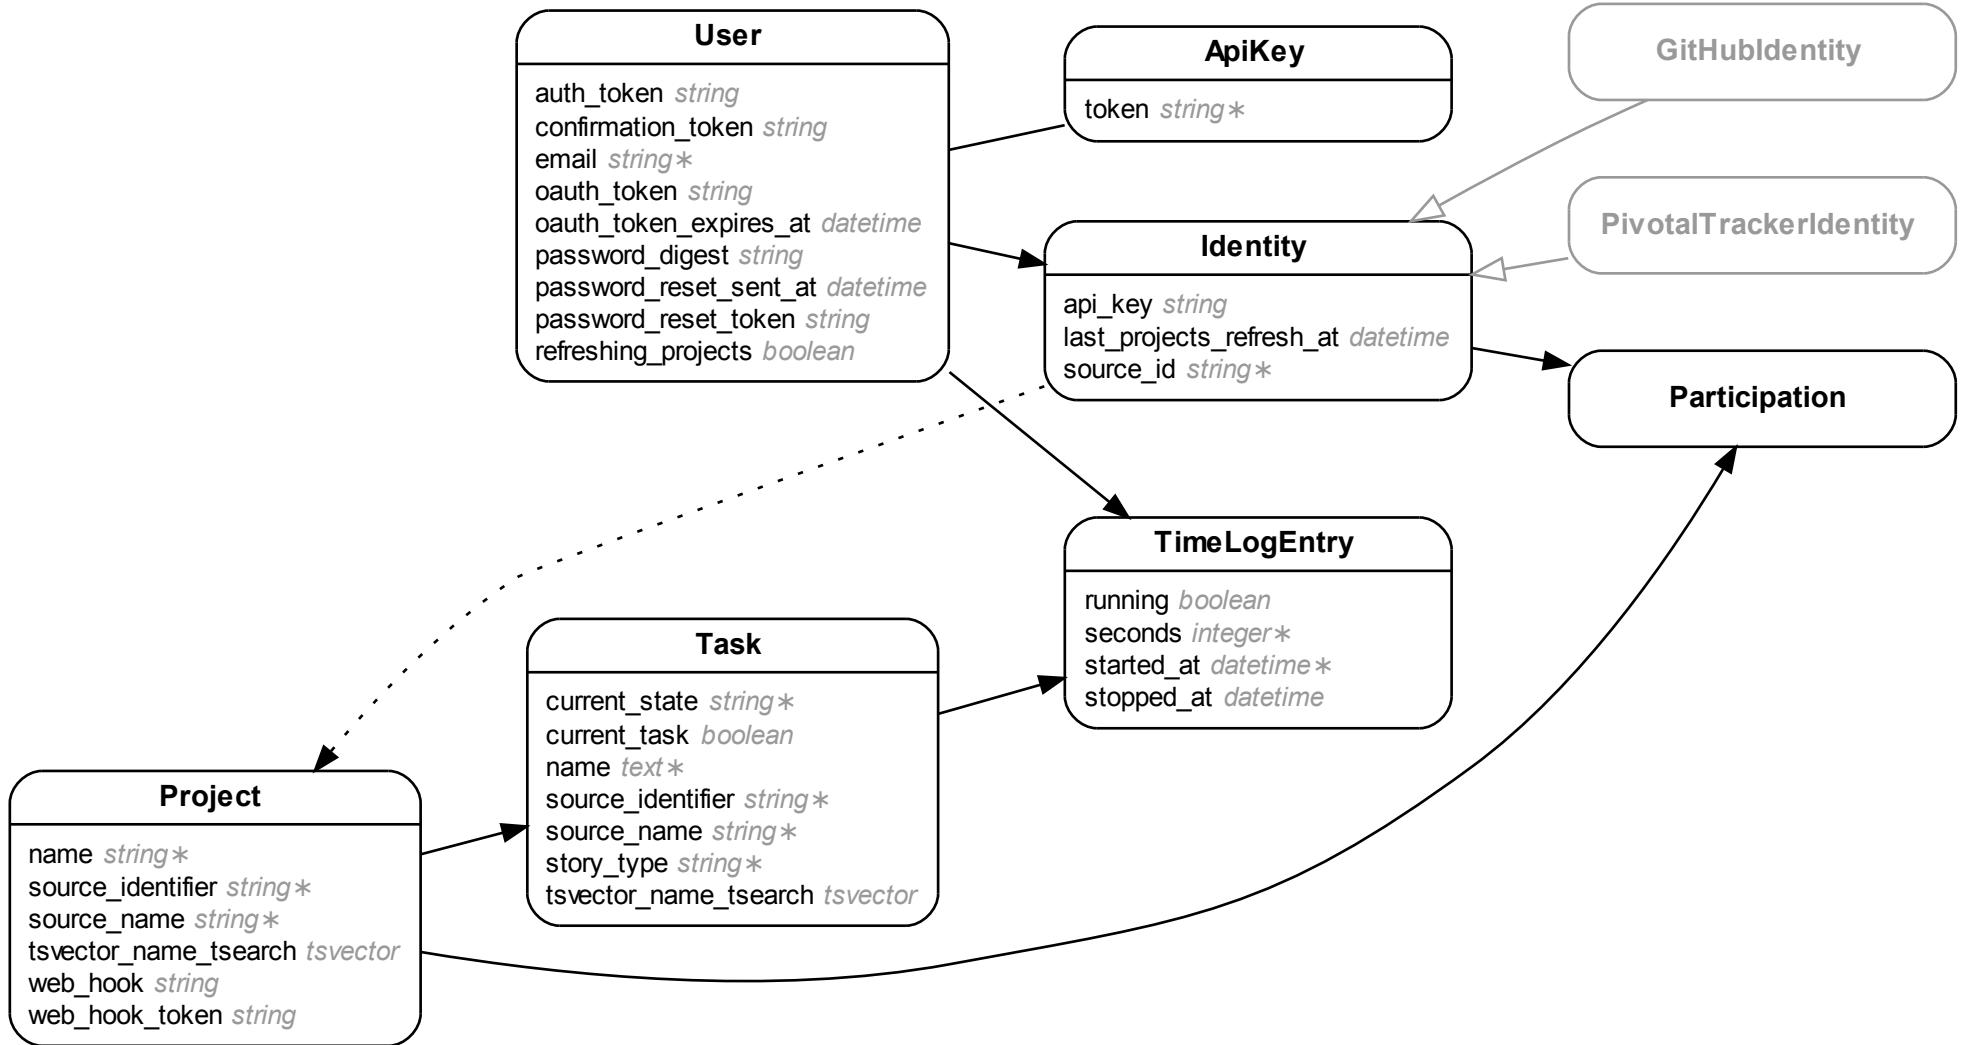 User
auth_token string
confirmation_token string
email string∗
oauth_token string
oauth_token_expires_at datetime
password_digest string
password_reset_sent_at datetime
password_reset_token string
refreshing_projects boolean
ApiKey
token string∗
GitHubIdentity
PivotalTrackerIdentity
Identity
api_key string
last_projects_refresh_at datetime
source_id string∗
Participation
TimeLogEntry
running boolean
seconds integer∗
started_at datetime∗
stopped_at datetime
Task
current_state string∗
current_task boolean
name text∗
source_identifier string∗
source_name string∗
story_type string∗
tsvector_name_tsearch tsvector
Project
name string∗
source_identifier string∗
source_name string∗
tsvector_name_tsearch tsvector
web_hook string
web_hook_token string